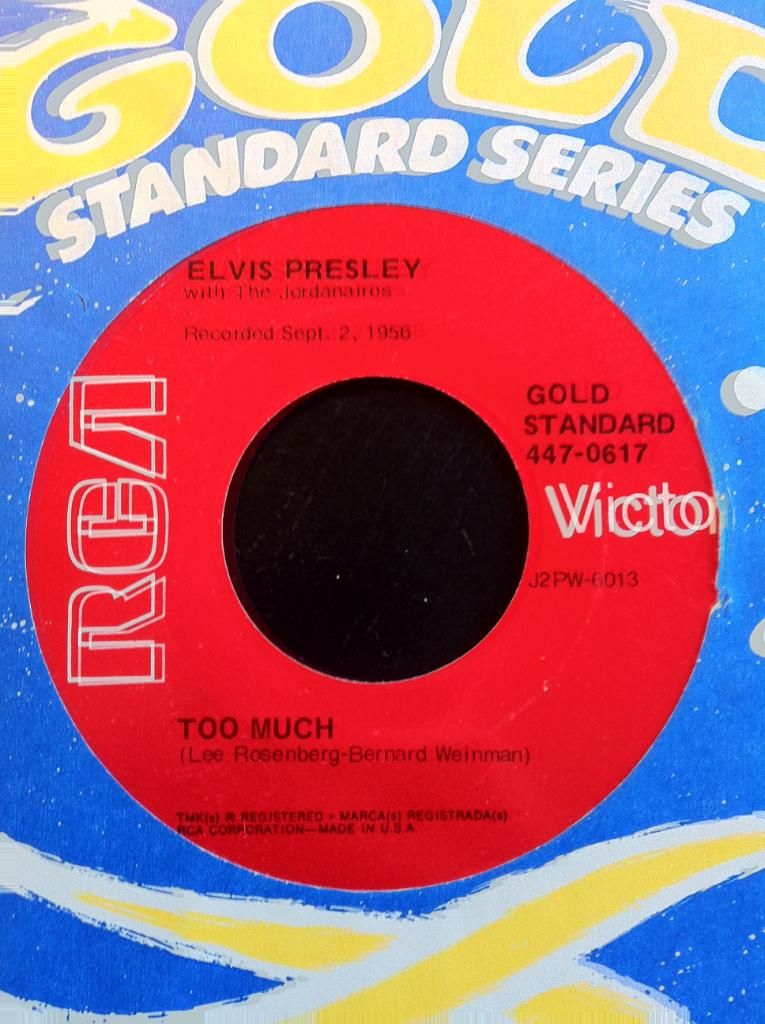 GOLD
STANDARD SERIES
ELVIS PRESLEY
with The Jordanaires
Recorded Sept. 2, 1956
RCA
GOLD
STANDARD
447-0617
Victor
J2PW-6013
TOO MUCH
(Lee Rosenberg-Bernard Weinman)
TMK(s) ® REGISTERED • MARCA(s) REGISTRADA(s)
RCA CORPORATION—MADE IN U.S.A.